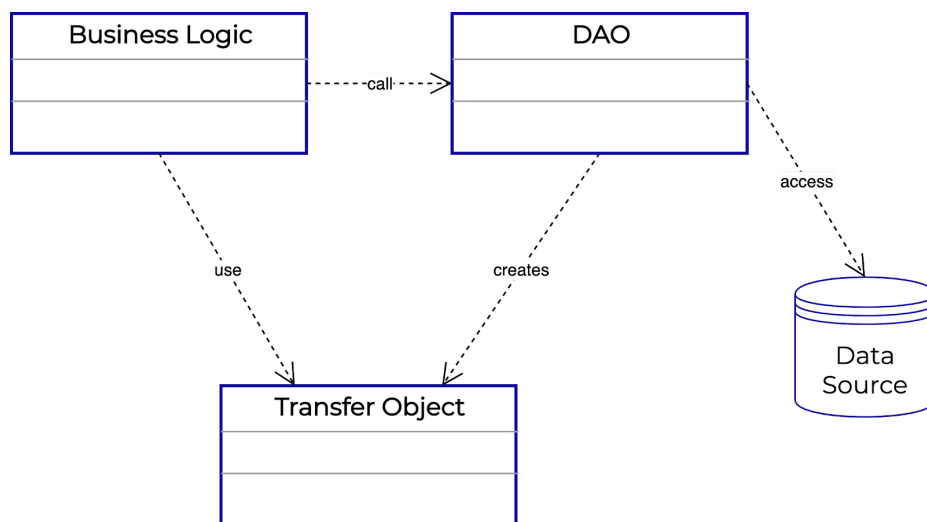 Business Logic
DAO
call
access
use
creates
Data
Source
Transfer Object